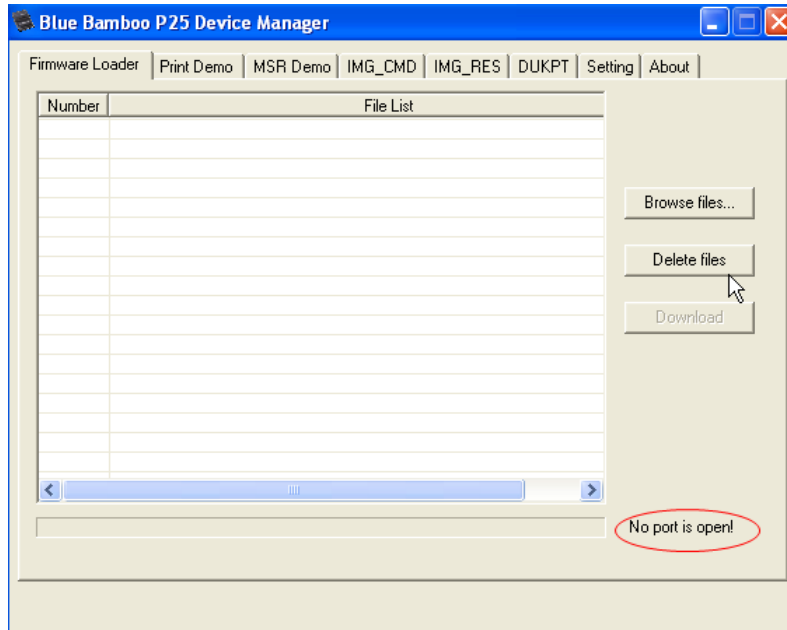 Blue Bamboo P25 Device Manager
Firmware Loader Print Demo MSR Demo IMG_CMD IMG_RES DUKPT Setting About
Number File List
Browse files...
Delete files
Download
No port is open!